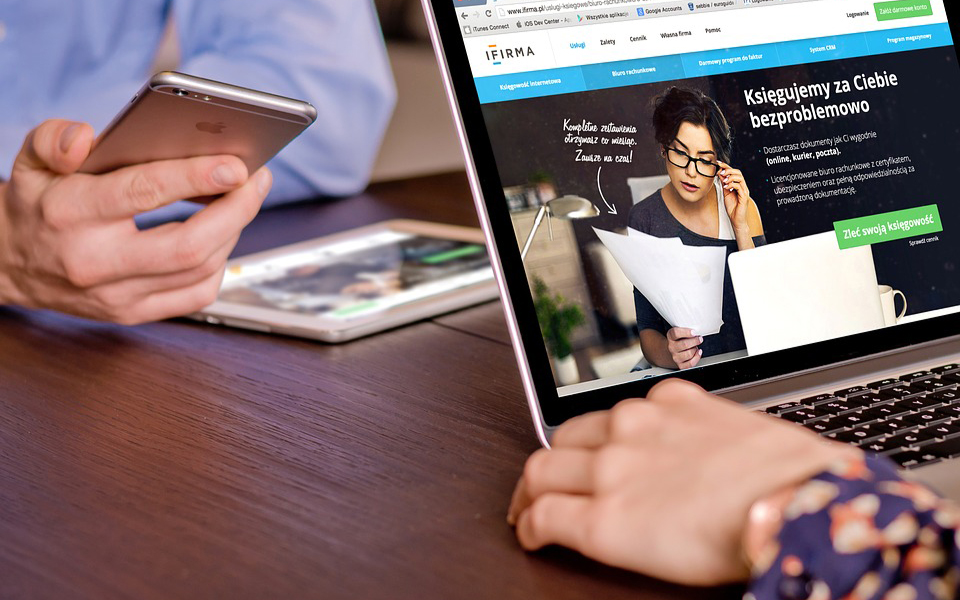 www.ifirma.pl/uslugi-ksiegowe/biuro-rachunkowe
iTunes Connect iOS Dev Center - Ap Wszystkie aplikacje Google Accounts
IFIRMA
Usługi Zalety Cennik Własna firma Pomoc Logowanie Załóż darmowe konto
Księgowość internetowa Biuro rachunkowe Darmowy program do faktur System CRM Program magazynowy
Księgujemy za Ciebie
bezproblemowo
Kompletne zestawienia
otrzymasz co miesiąc.
Zawsze na czas!
Dostarczasz dokumenty jak Ci wygodnie
(online, kurier, poczta).
Licencjonowane biuro rachunkowe z certyfikatem,
ubezpieczeniem oraz pełną odpowiedzialnością za
prowadzoną dokumentację.
Zleć swoją księgowość
Sprawdź cennik